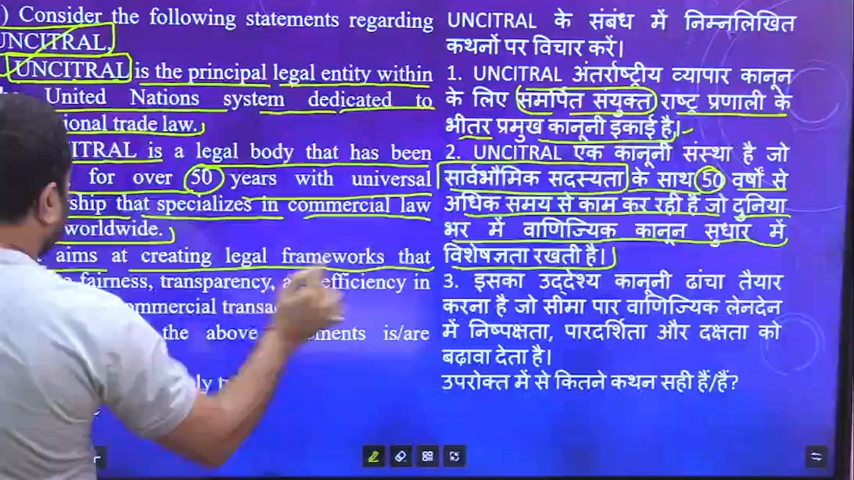 ) Consider the following statements regarding
UNCITRAL,
UNCITRAL is the principal legal entity within
United Nations system dedicated to
ional trade law.
ITRAL is a legal body that has been
for over 50 years with universal
ship that specializes in commercial law
worldwide.
aims at creating legal frameworks that
fairness, transparency, efficiency in
ommercial
the above is/are
UNCITRAL के संबंध में निम्नलिखित
कथनों पर विचार करें।
1. UNCITRAL अंतर्राष्ट्रीय व्यापार कानून
के लिए समर्पित संयुक्त राष्ट्र प्रणाली के
भीतर प्रमुख कानूनी इकाई है।
2. UNCITRAL एक कानूनी संस्था है जो
सार्वभौमिक सदस्यता के साथ 50 वर्षों से
अधिक समय से काम कर रही है जो दुनिया
भर में वाणिज्यिक कानून सुधार में
विशेषज्ञता रखती है।
3. इसका उद्देश्य कानूनी ढांचा तैयार
करना है जो सीमा पार वाणिज्यिक लेनदेन
में निष्पक्षता, पारदर्शिता और दक्षता को
बढ़ावा देता है।
उपरोक्त में से कितने कथन सही हैं/हैं?